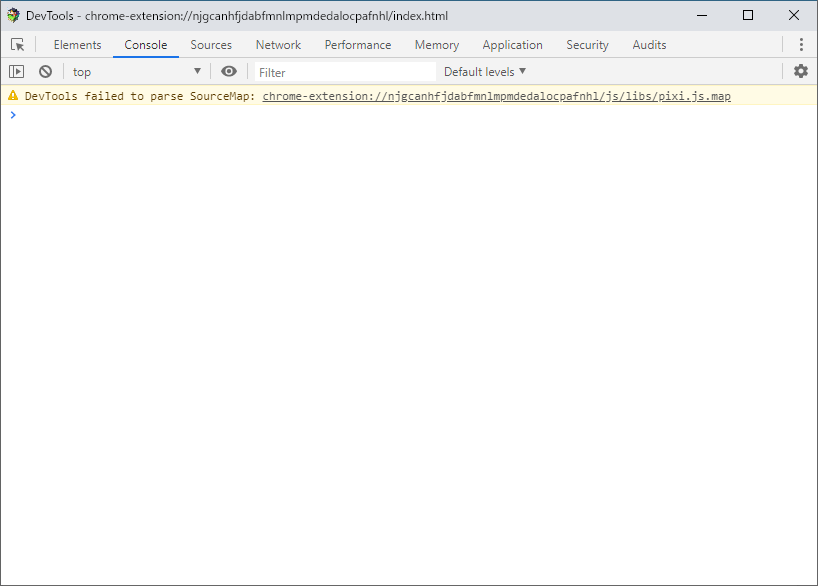 DevTools - chrome-extension://njgcanhfjdabfmnlmpmdedalocpafnhl/index.html
Elements Console Sources Network Performance Memory Application Security Audits
top Filter Default levels
DevTools failed to parse SourceMap: chrome-extension://njgcanhfjdabfmnlmpmdedalocpafnhl/js/libs/pixi.js.map